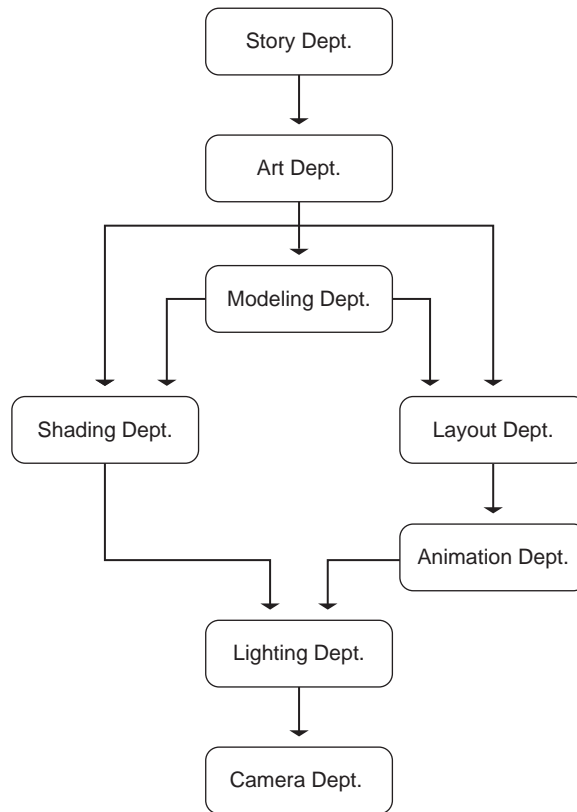 Story Dept.
Art Dept.
Modeling Dept.
Shading Dept.
Layout Dept.
Animation Dept.
Lighting Dept.
Camera Dept.